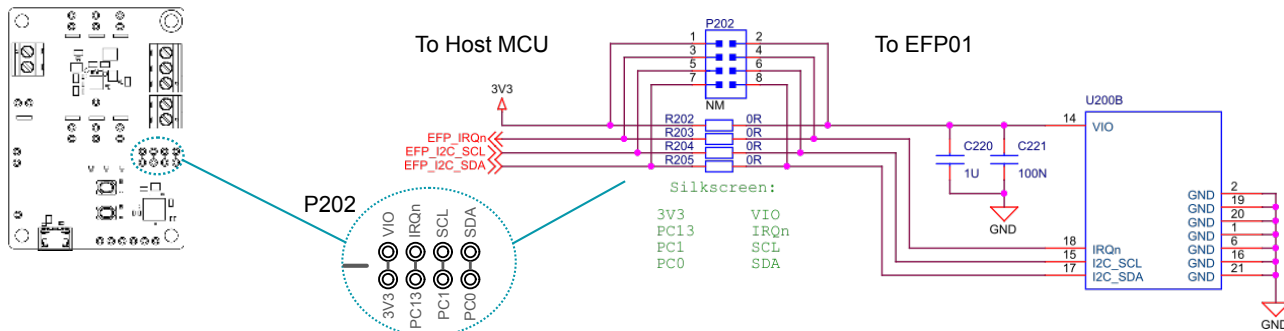 To Host MCU
To EFP01
P202
1
2
3
4
5
6
7
8
NM
3V3
EFP_IRQn
EFP_I2C_SCL
EFP_I2C_SDA
R202 0R
R203 0R
R204 0R
R205 0R
Silkscreen:
3V3 VIO
PC13 IRQn
PC1 SCL
PC0 SDA
C220
1U
C221
100N
GND
U200B
14 VIO
18 IRQn
15 I2C_SCL
17 I2C_SDA
GND 2
GND 19
GND 20
GND 1
GND 6
GND 16
GND 21
GND
P202
VIO
IRQn
SCL
SDA
3V3
PC13
PC1
PC0